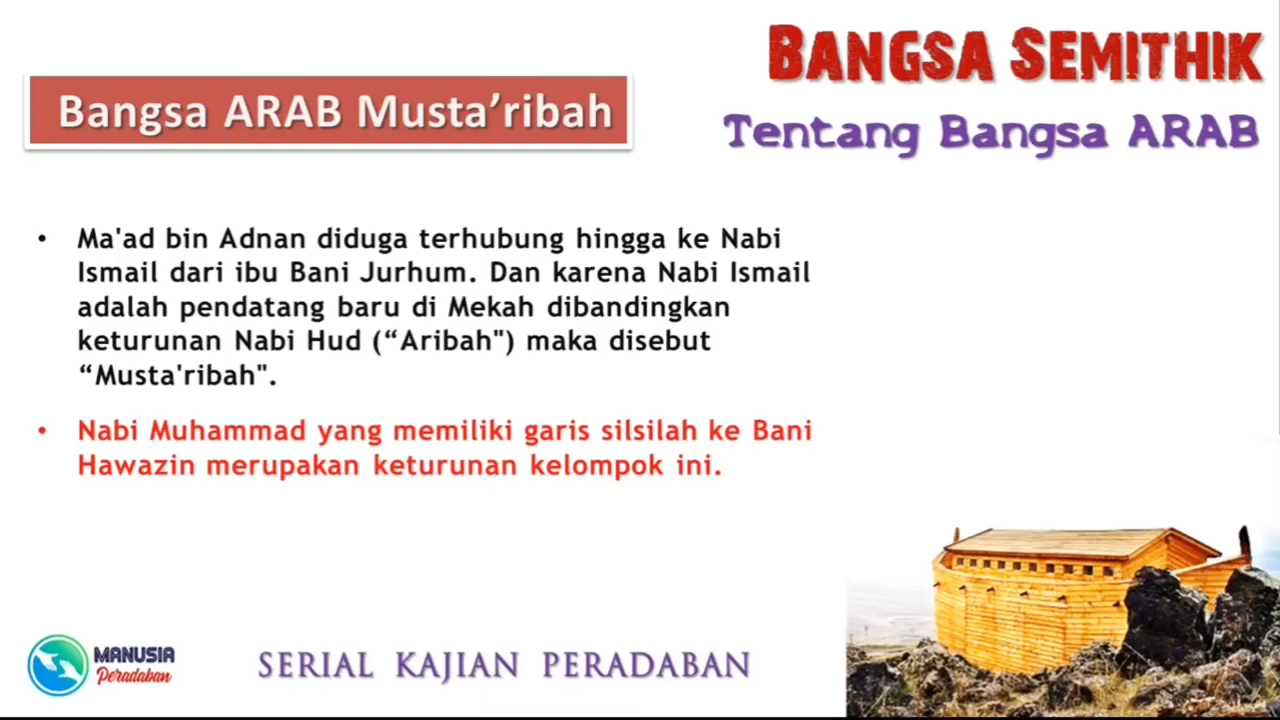 BANGSA SEMITHIK
Bangsa ARAB Musta’ribah
Tentang Bangsa ARAB
• Ma'ad bin Adnan diduga terhubung hingga ke Nabi
Ismail dari ibu Bani Jurhum. Dan karena Nabi Ismail
adalah pendatang baru di Mekah dibandingkan
keturunan Nabi Hud (“Aribah") maka disebut
“Musta'ribah".
• Nabi Muhammad yang memiliki garis silsilah ke Bani
Hawazin merupakan keturunan kelompok ini.
MANUSIA
Peradaban
SERIAL KAJIAN PERADABAN